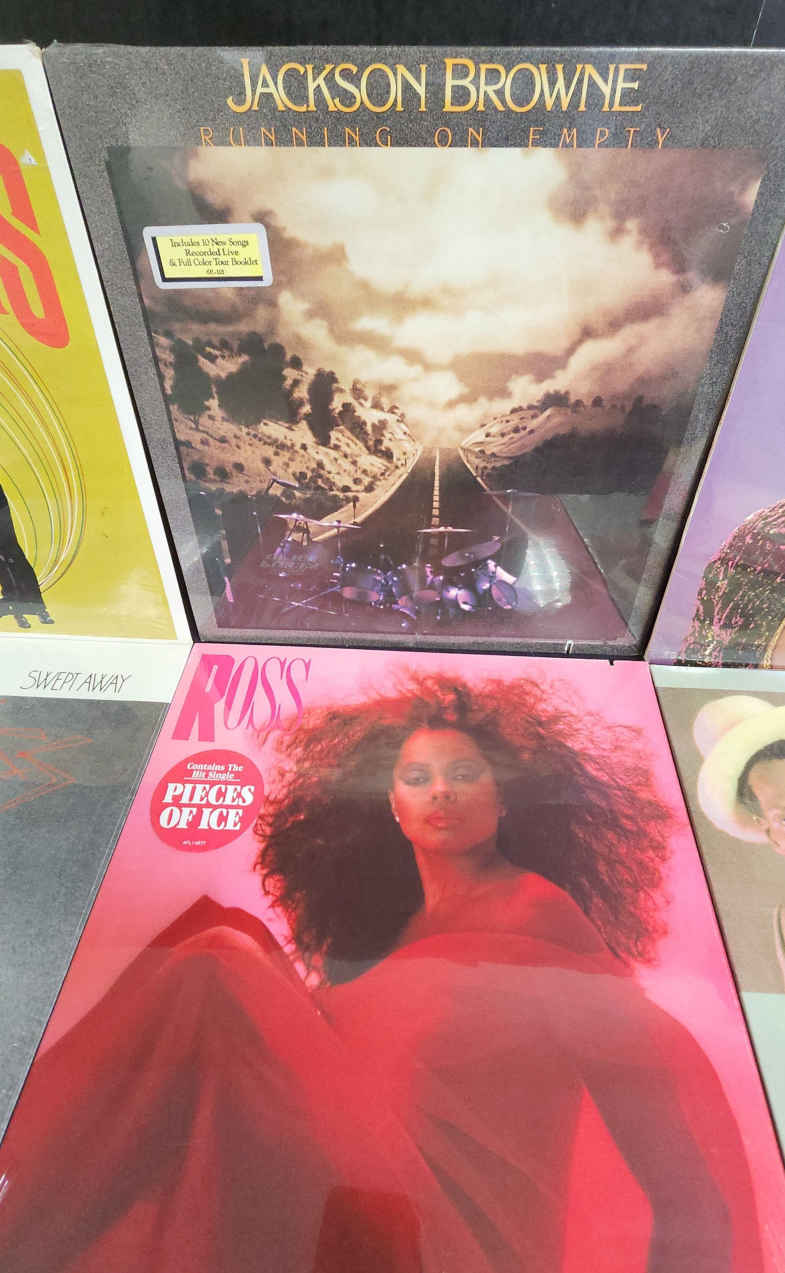 JACKSON BROWNE
RUNNING ON EMPTY
Includes 10 New Songs
Recorded Live
& Full Color Tour Booklet
S
SWEPT AWAY
ROSS
Contains The
Hit Single
PIECES
OF ICE